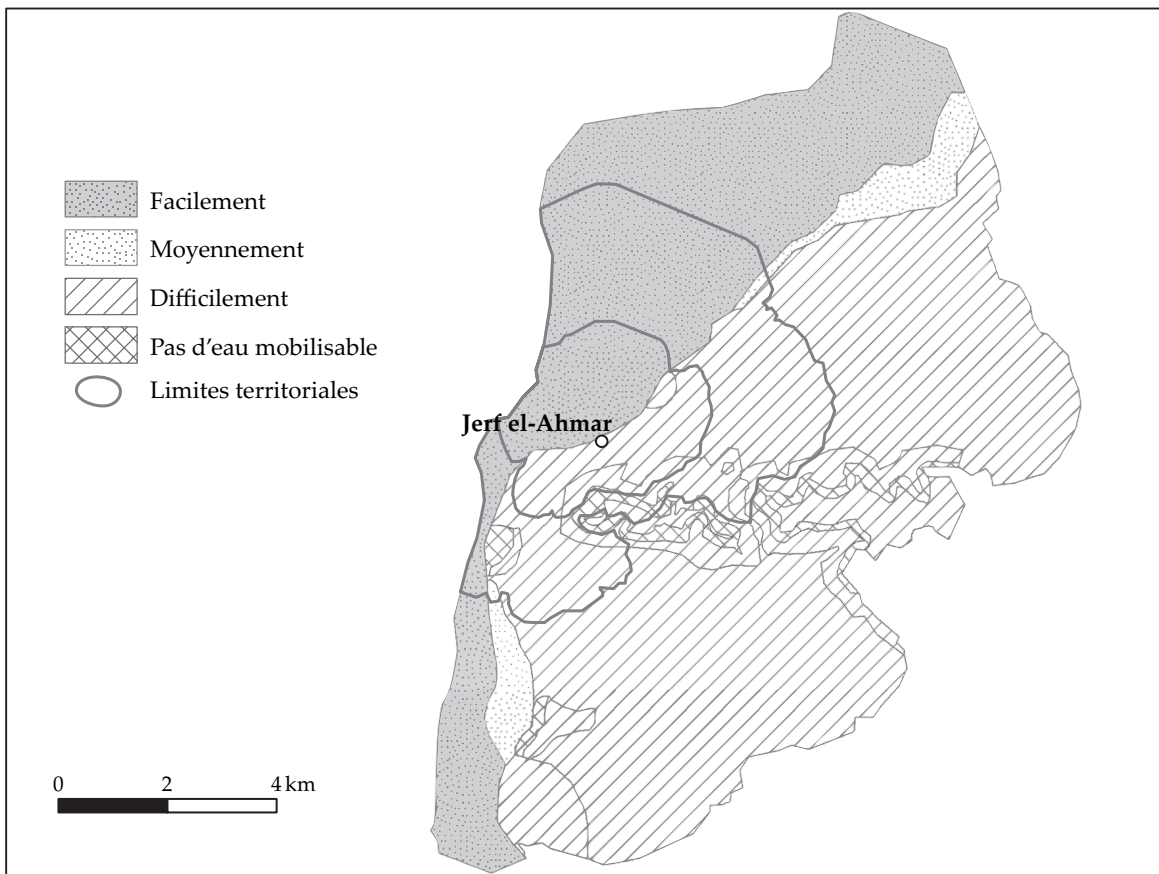 Facilement
Moyennement
Difficilement
Pas d'eau mobilisable
Limites territoriales
Jerf el-Ahmar
0 2 4 km